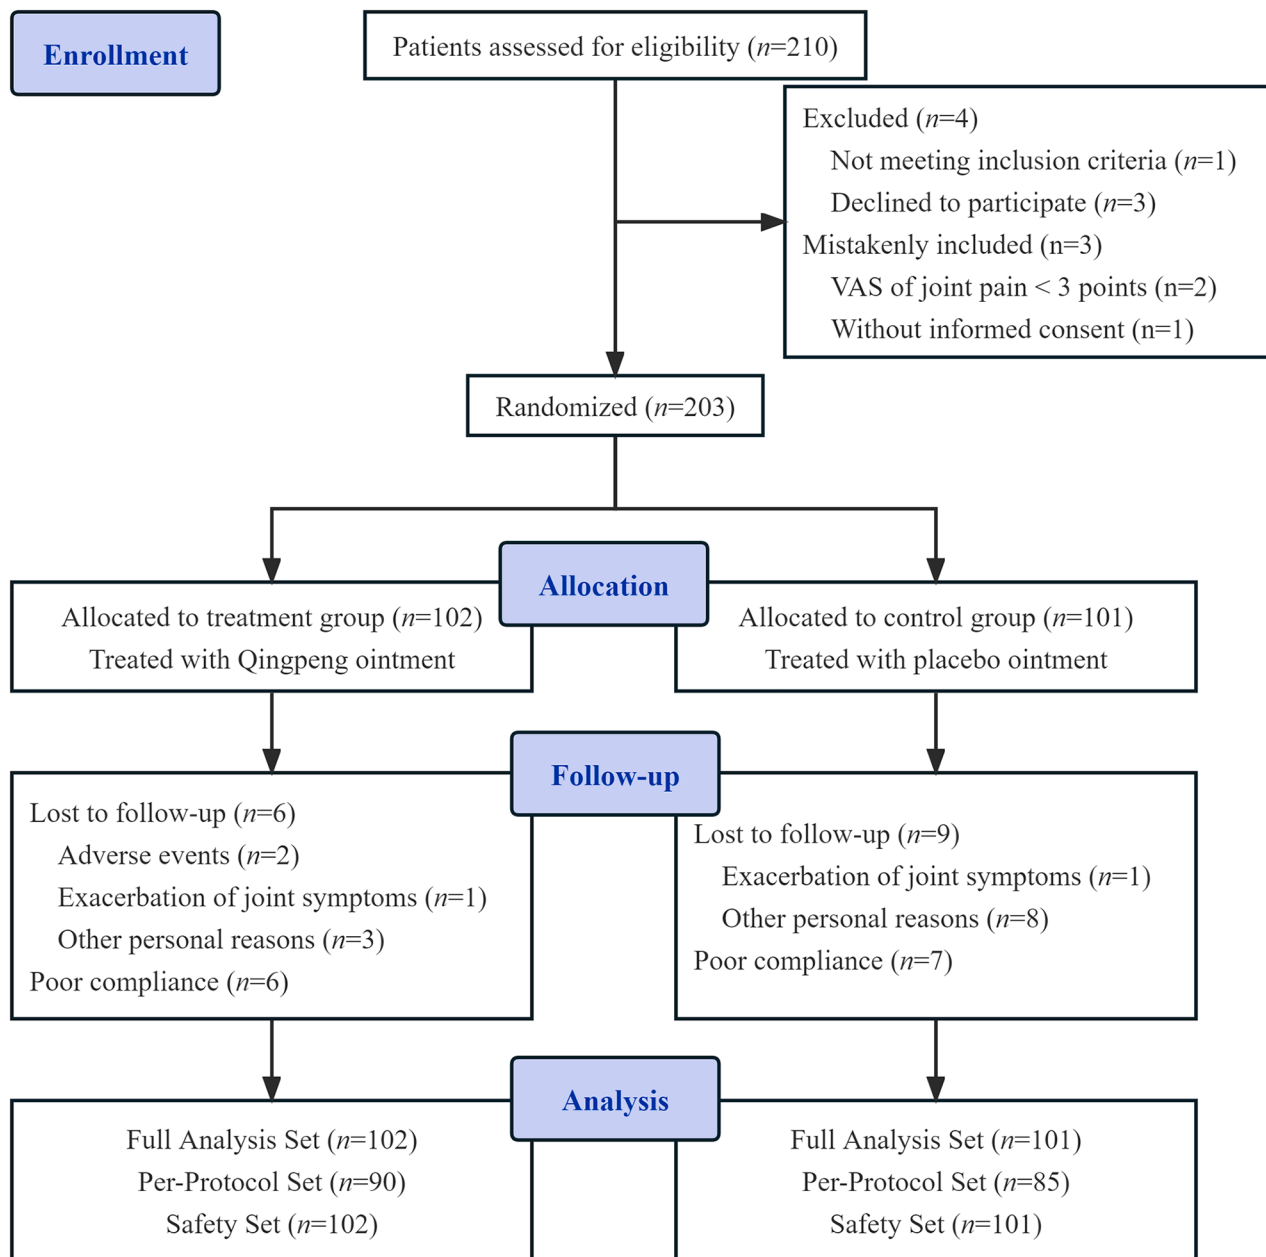 Enrollment
Patients assessed for eligibility (n=210)
Excluded (n=4)
Not meeting inclusion criteria (n=1)
Declined to participate (n=3)
Mistakenly included (n=3)
VAS of joint pain < 3 points (n=2)
Without informed consent (n=1)
Randomized (n=203)
Allocation
Allocated to treatment group (n=102)
Treated with Qingpeng ointment
Allocated to control group (n=101)
Treated with placebo ointment
Follow-up
Lost to follow-up (n=6)
Adverse events (n=2)
Exacerbation of joint symptoms (n=1)
Other personal reasons (n=3)
Poor compliance (n=6)
Lost to follow-up (n=9)
Exacerbation of joint symptoms (n=1)
Other personal reasons (n=8)
Poor compliance (n=7)
Analysis
Full Analysis Set (n=102)
Per-Protocol Set (n=90)
Safety Set (n=102)
Full Analysis Set (n=101)
Per-Protocol Set (n=85)
Safety Set (n=101)